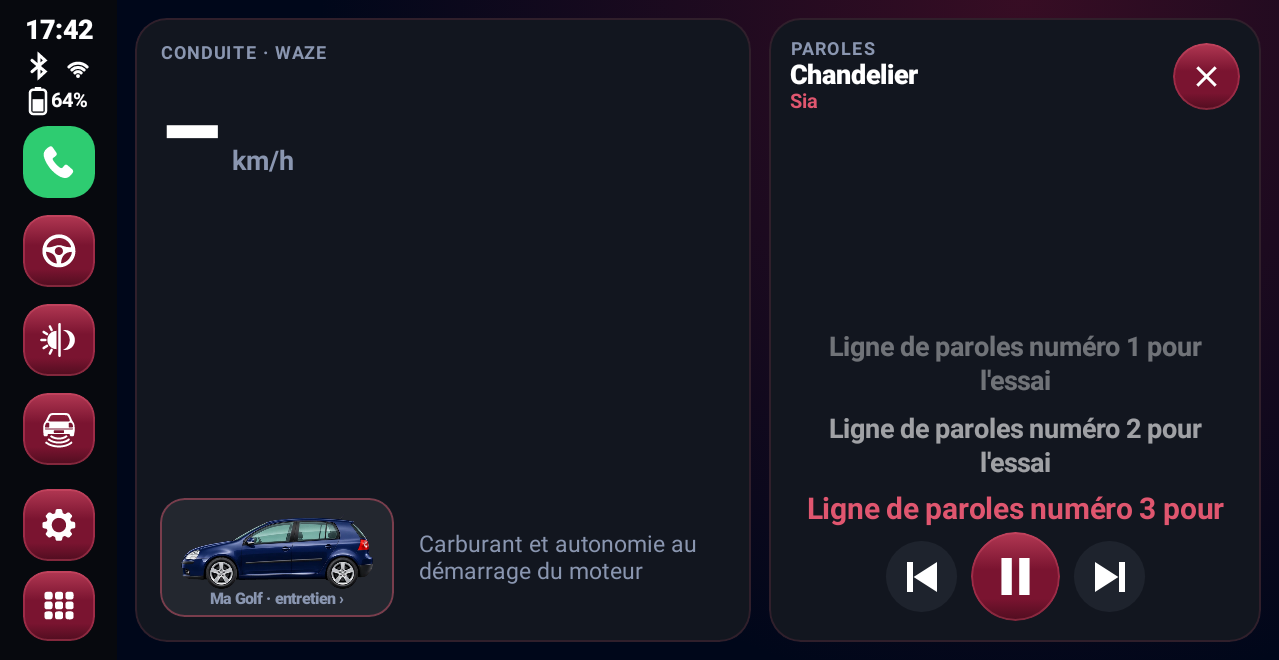 17:42
64%
CONDUITE · WAZE
km/h
Ma Golf · entretien ›
Carburant et autonomie au
démarrage du moteur
PAROLES
Chandelier
Sia
Ligne de paroles numéro 1 pour
l'essai
Ligne de paroles numéro 2 pour
l'essai
Ligne de paroles numéro 3 pour